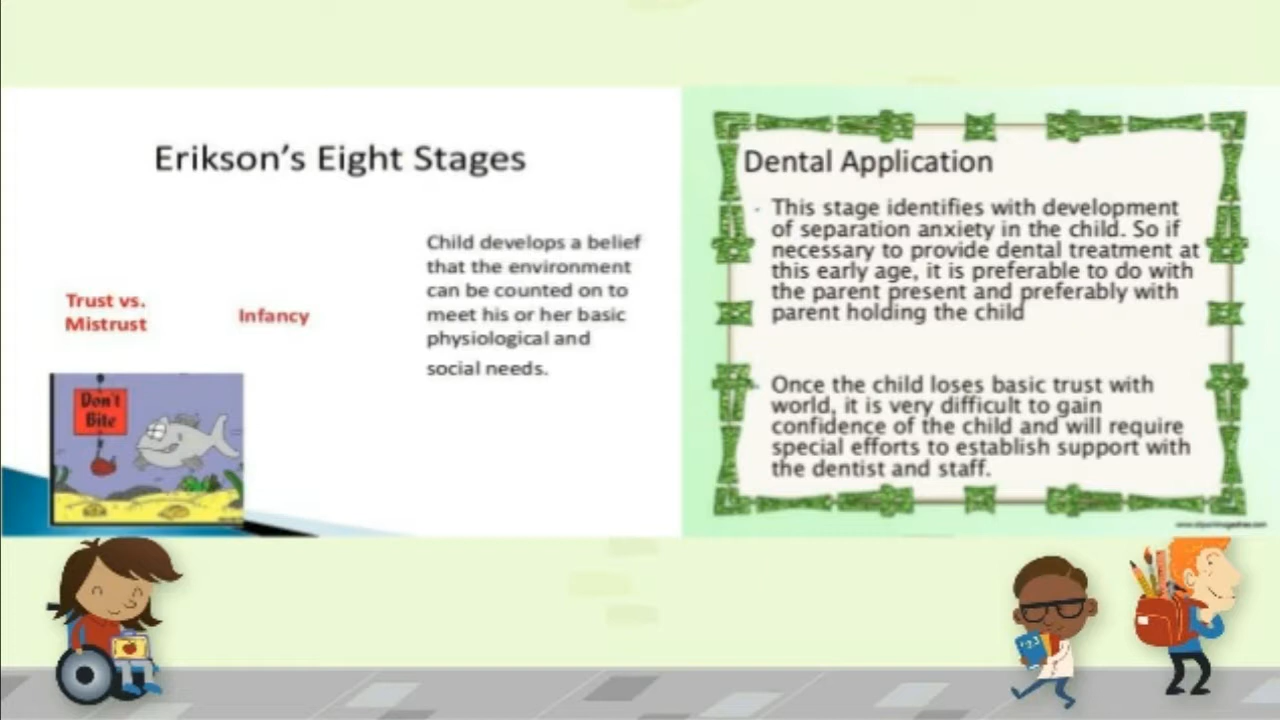 Erikson's Eight Stages
Trust vs.
Mistrust
Infancy
Child develops a belief
that the environment
can be counted on to
meet his or her basic
physiological and
social needs.
Don't
Bite
Dental Application
This stage identifies with development
of separation anxiety in the child. So if
necessary to provide dental treatment at
this early age, it is preferable to do with
the parent present and preferably with
parent holding the child
Once the child loses basic trust with
world, it is very difficult to gain
confidence of the child and will require
special efforts to establish support with
the dentist and staff.